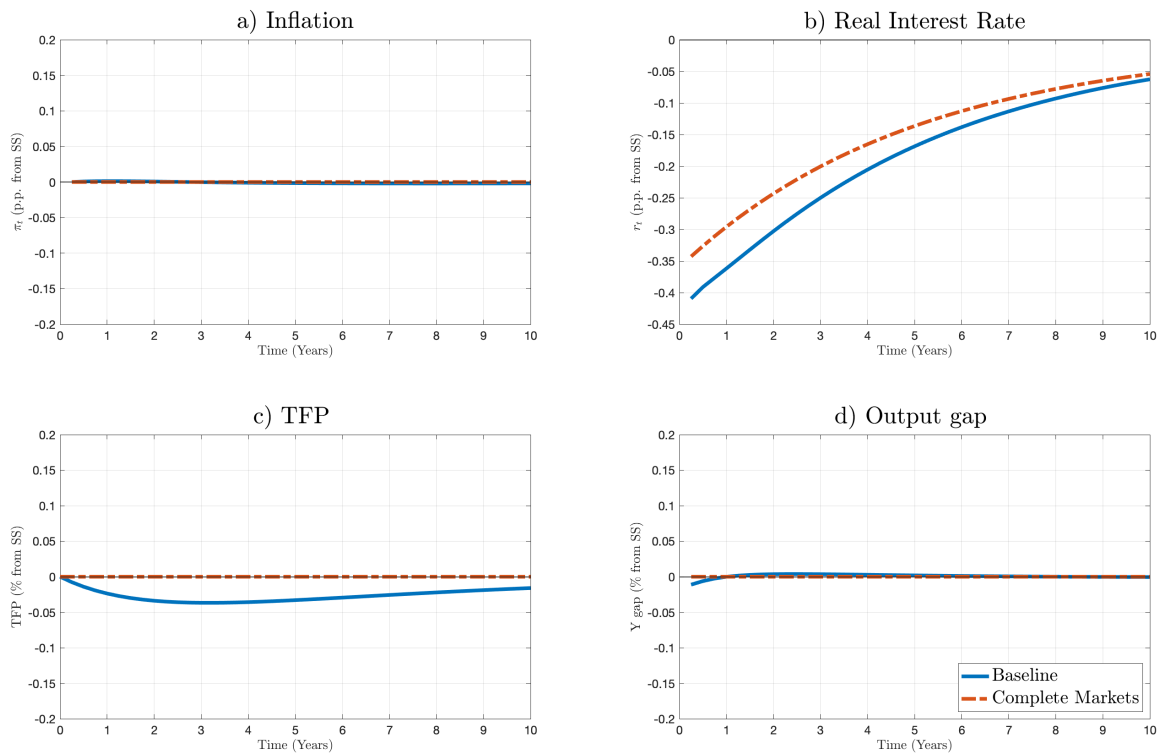 a) Inflation
0.2
0.15
0.1
0.05
0
-0.05
-0.1
-0.15
-0.2
π_t (p.p. from SS)
0 1 2 3 4 5 6 7 8 9 10
Time (Years)
b) Real Interest Rate
0
-0.05
-0.1
-0.15
-0.2
-0.25
-0.3
-0.35
-0.4
-0.45
r_t (p.p. from SS)
0 1 2 3 4 5 6 7 8 9 10
Time (Years)
c) TFP
0.2
0.15
0.1
0.05
0
-0.05
-0.1
-0.15
-0.2
TFP (% from SS)
0 1 2 3 4 5 6 7 8 9 10
Time (Years)
d) Output gap
0.2
0.15
0.1
0.05
0
-0.05
-0.1
-0.15
-0.2
Y gap (% from SS)
0 1 2 3 4 5 6 7 8 9 10
Time (Years)
Baseline
Complete Markets